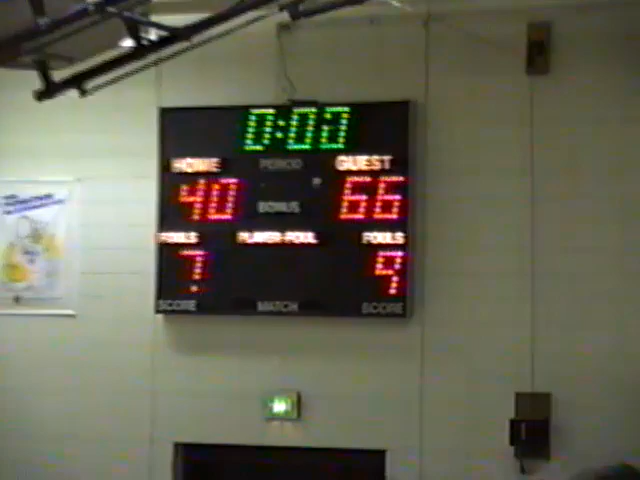 0:00
HOME PERIOD GUEST
40 BONUS 66
FOULS PLAYER-FOUL FOULS
7 9
SCORE MATCH SCORE